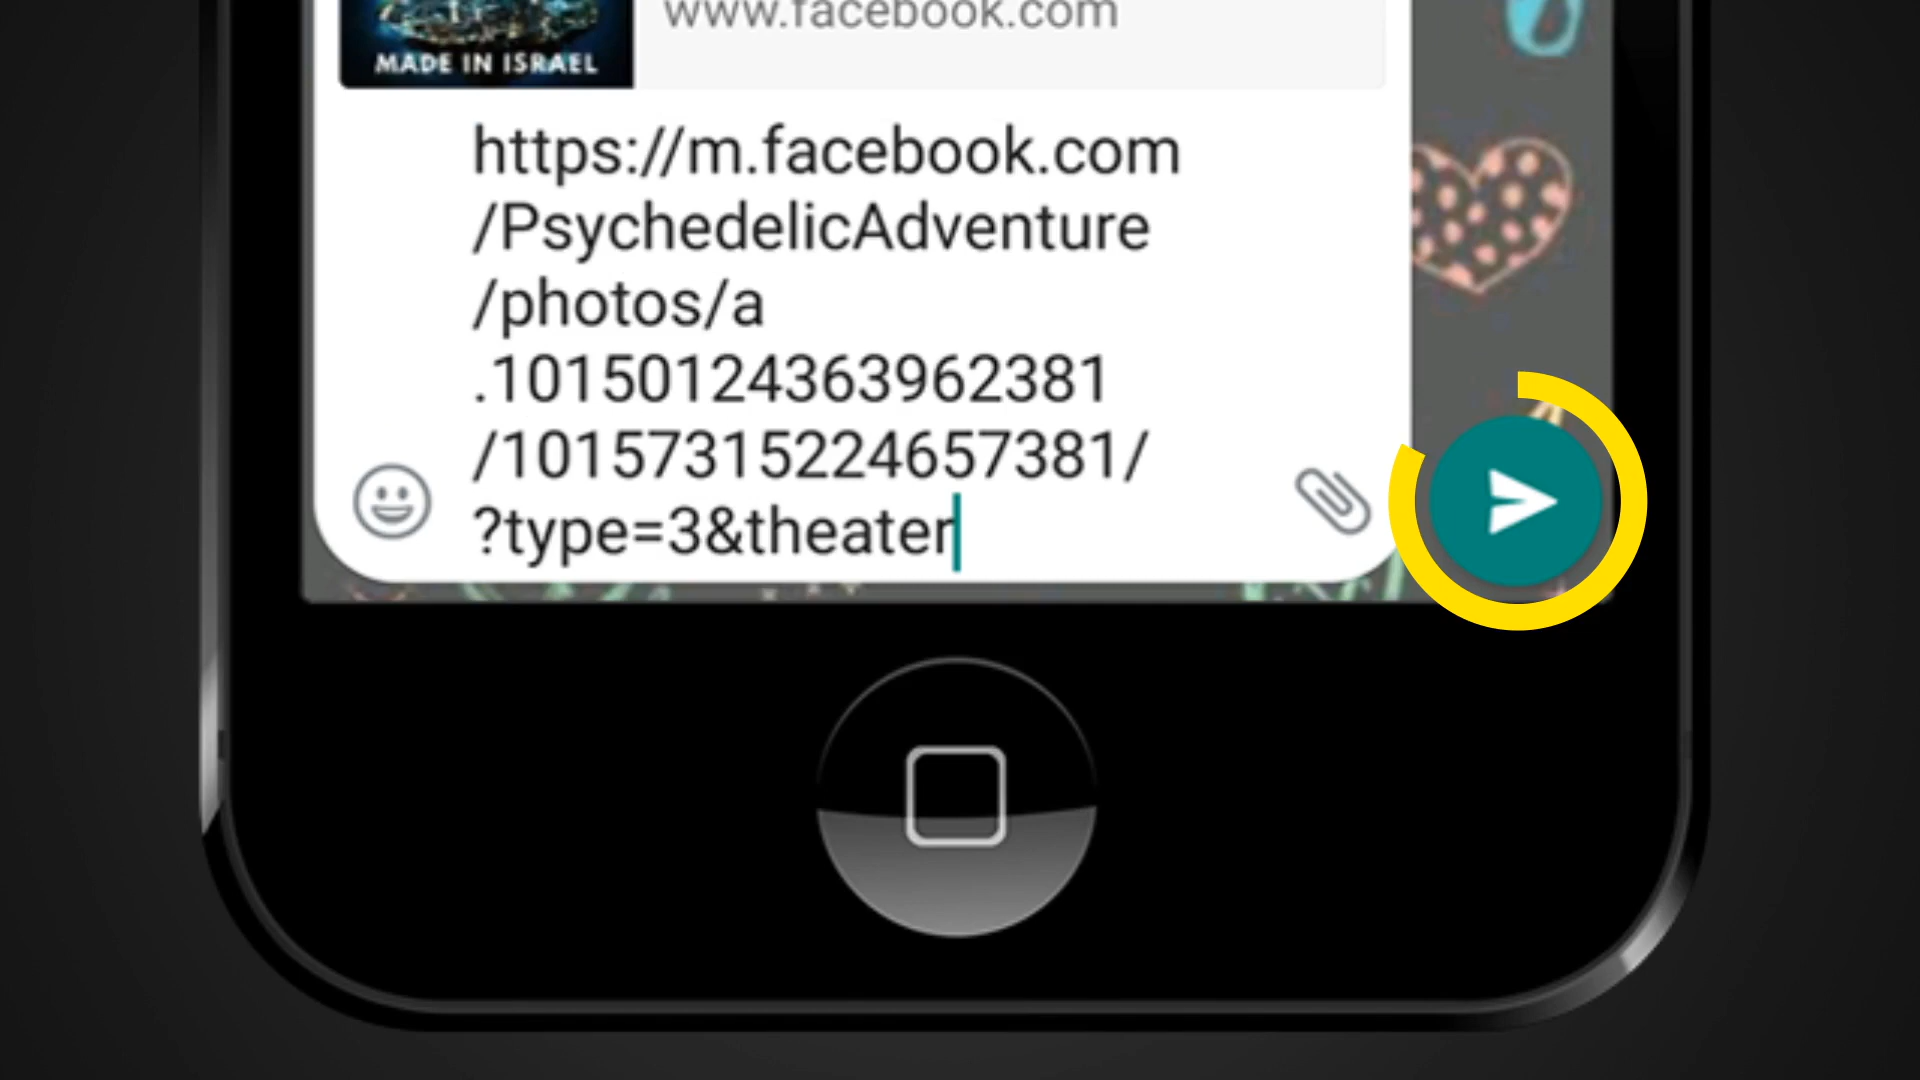 www.facebook.com
MADE IN ISRAEL
https://m.facebook.com
/PsychedelicAdventure
/photos/a
.10150124363962381
/10157315224657381/
?type=3&theater